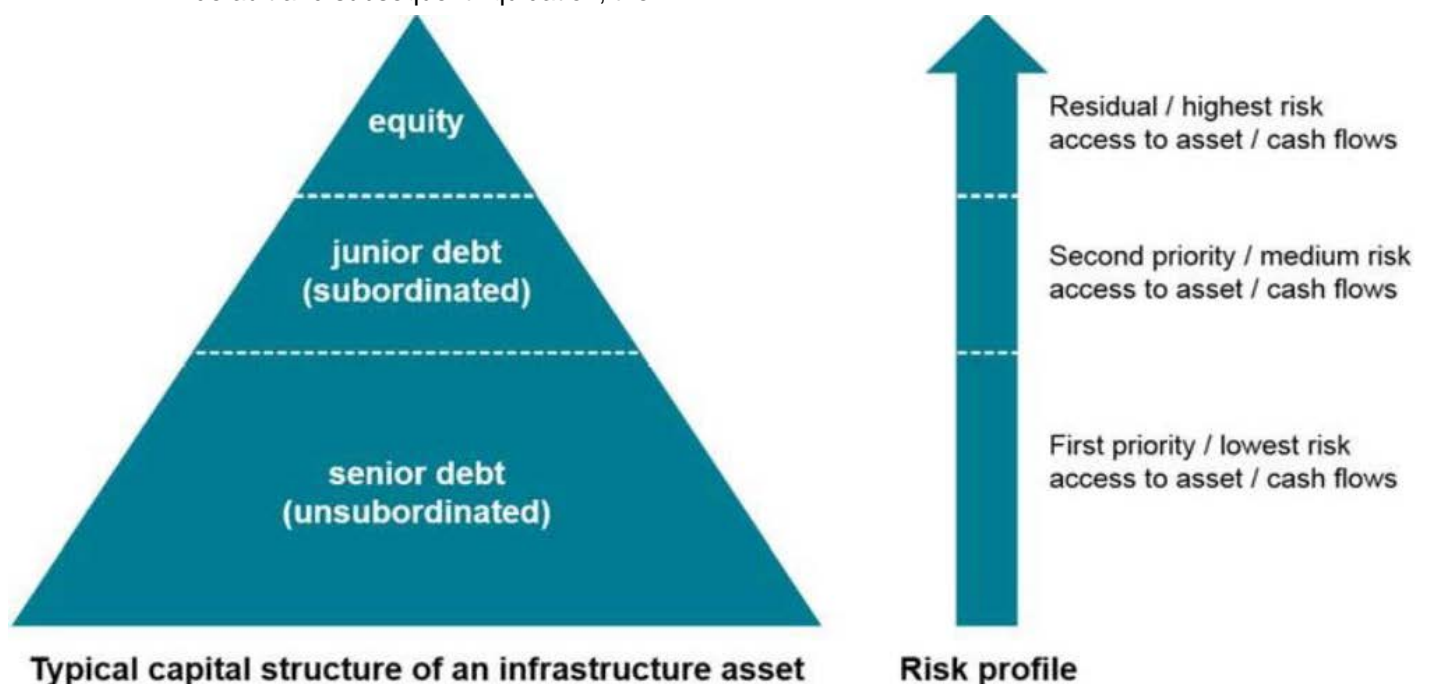 equity
junior debt
(subordinated)
senior debt
(unsubordinated)
Typical capital structure of an infrastructure asset
Residual / highest risk
access to asset / cash flows
Second priority / medium risk
access to asset / cash flows
First priority / lowest risk
access to asset / cash flows
Risk profile